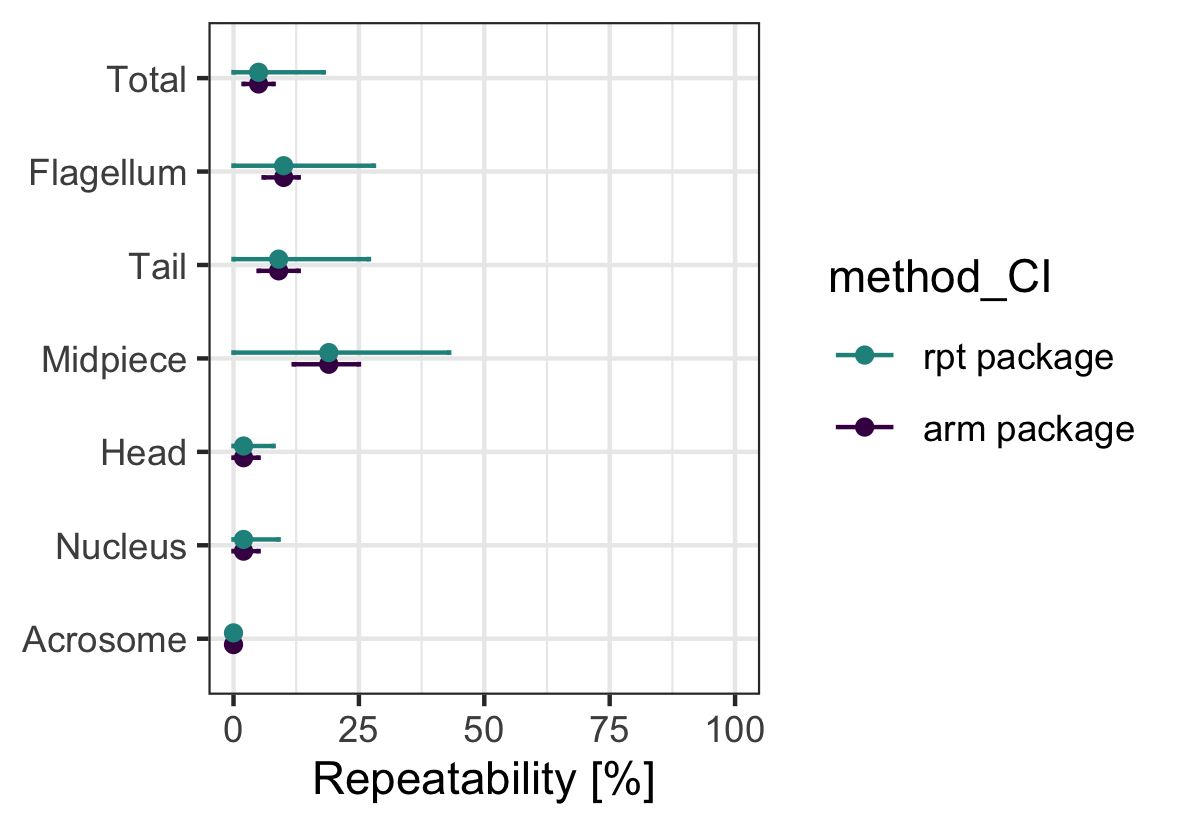 Total
Flagellum
Tail
Midpiece
Head
Nucleus
Acrosome
0 25 50 75 100
Repeatability [%]
method_CI
rpt package
arm package